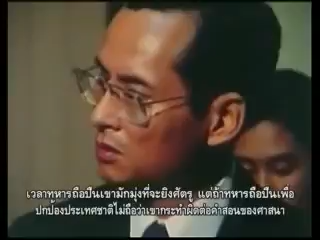 เวลาทหารถือปืนเขามักมุ่งที่จะยิงศัตรู แต่ถ้าทหารถือปืนเพื่อ
ปกป้องประเทศชาติไม่ถือว่าเขากระทำผิดต่อคำสอนของศาสนา